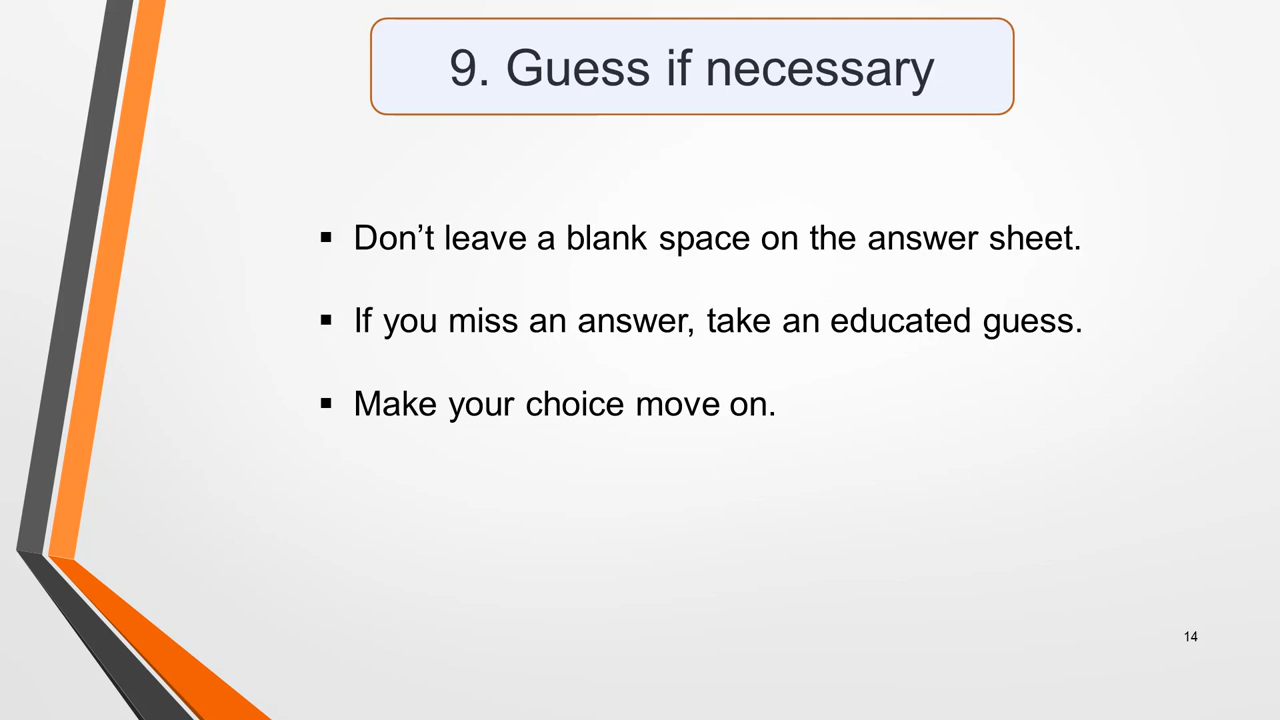 9. Guess if necessary
▪ Don’t leave a blank space on the answer sheet.
▪ If you miss an answer, take an educated guess.
▪ Make your choice move on.
14